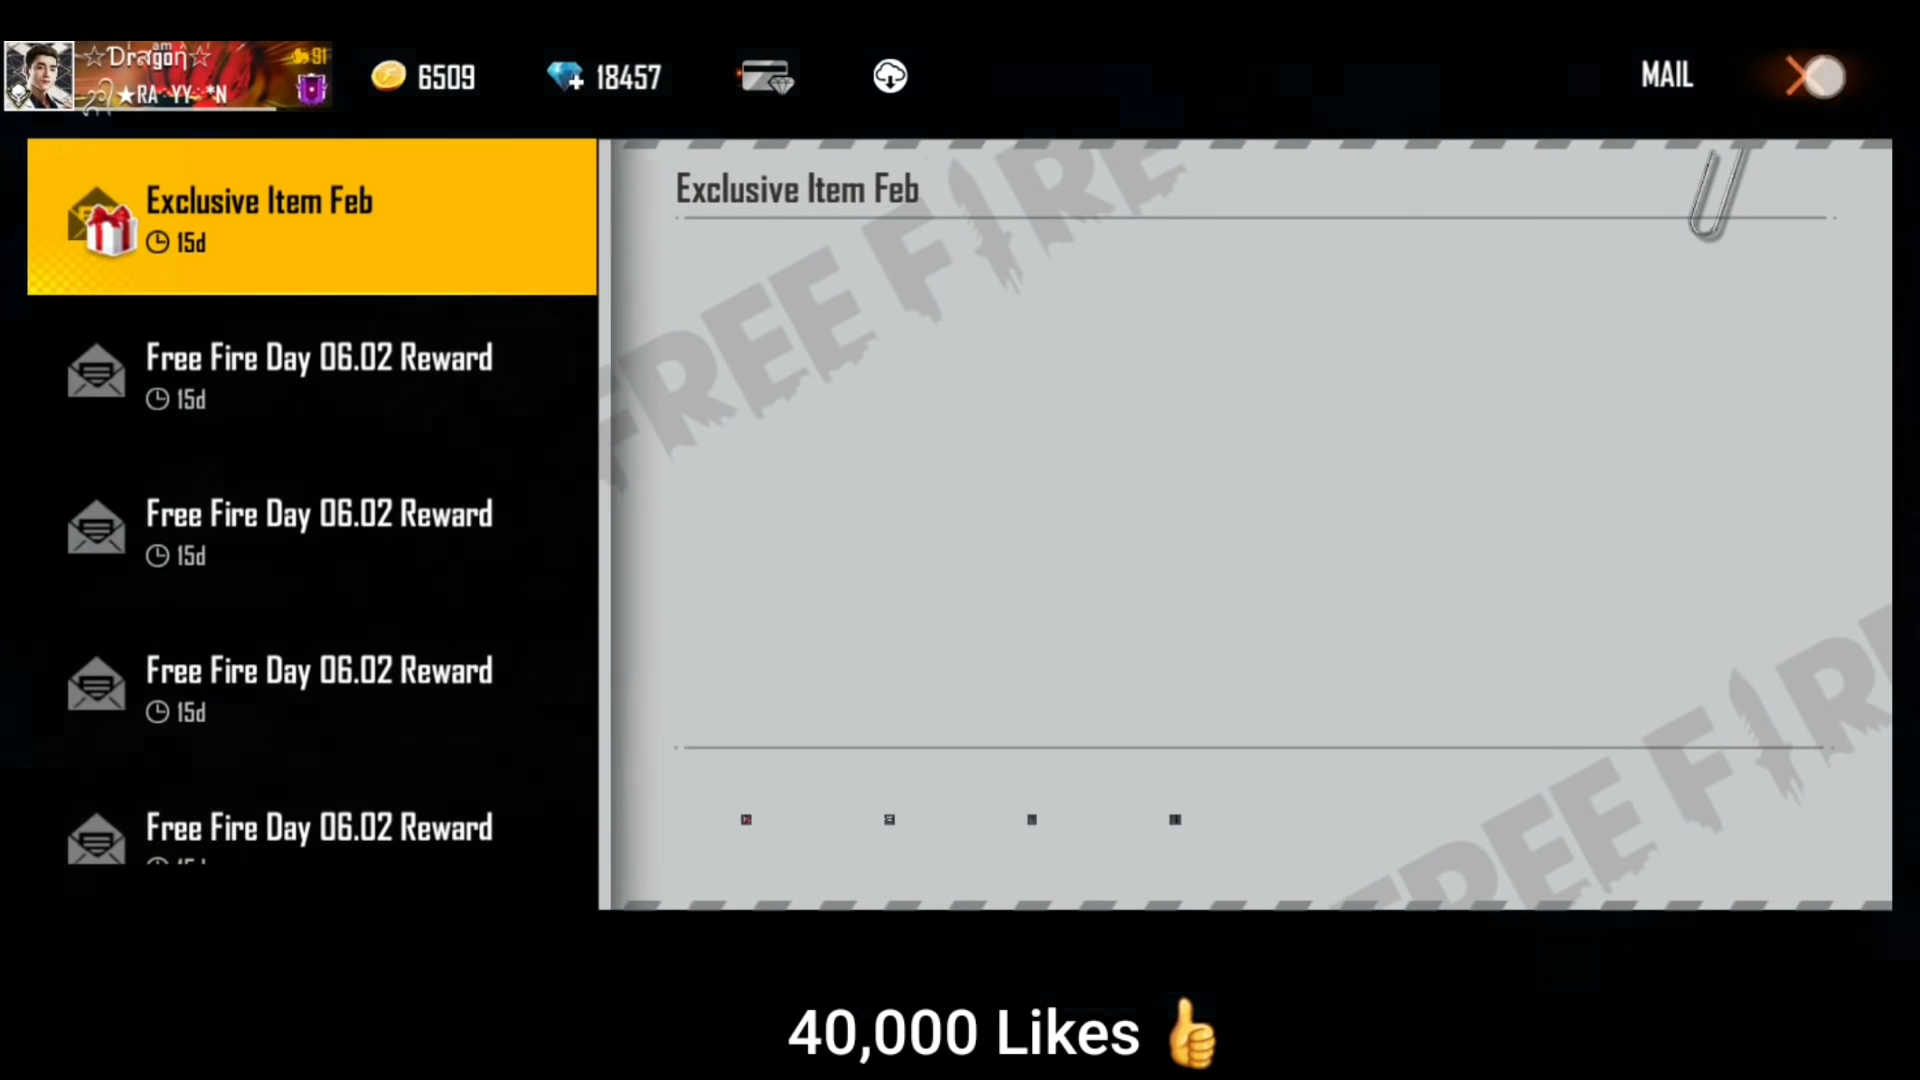 ☆Dragon☆
★RA
91
6509
18457
MAIL
Exclusive Item Feb
15d
Free Fire Day 06.02 Reward
15d
Free Fire Day 06.02 Reward
15d
Free Fire Day 06.02 Reward
15d
Free Fire Day 06.02 Reward
Exclusive Item Feb
FREE FIRE
FREE FIRE
40,000 Likes 👍